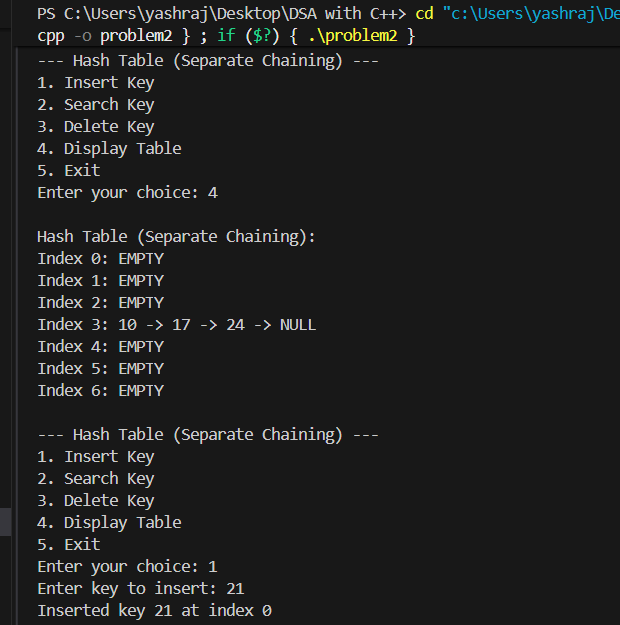 PS C:\Users\yashraj\Desktop\DSA with C++> cd "c:\Users\yashraj\De
cpp -o problem2 } ; if ($?) { .\problem2 }
--- Hash Table (Separate Chaining) ---
1. Insert Key
2. Search Key
3. Delete Key
4. Display Table
5. Exit
Enter your choice: 4
Hash Table (Separate Chaining):
Index 0: EMPTY
Index 1: EMPTY
Index 2: EMPTY
Index 3: 10 -> 17 -> 24 -> NULL
Index 4: EMPTY
Index 5: EMPTY
Index 6: EMPTY
--- Hash Table (Separate Chaining) ---
1. Insert Key
2. Search Key
3. Delete Key
4. Display Table
5. Exit
Enter your choice: 1
Enter key to insert: 21
Inserted key 21 at index 0